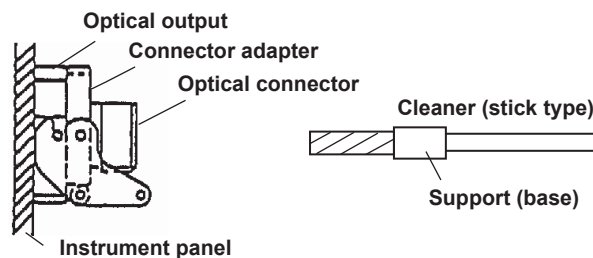 Optical output
Connector adapter
Optical connector
Cleaner (stick type)
Support (base)
Instrument panel